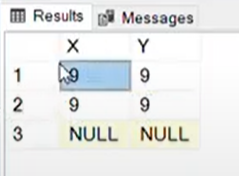 Results Messages
X Y
1 9 9
2 9 9
3 NULL NULL